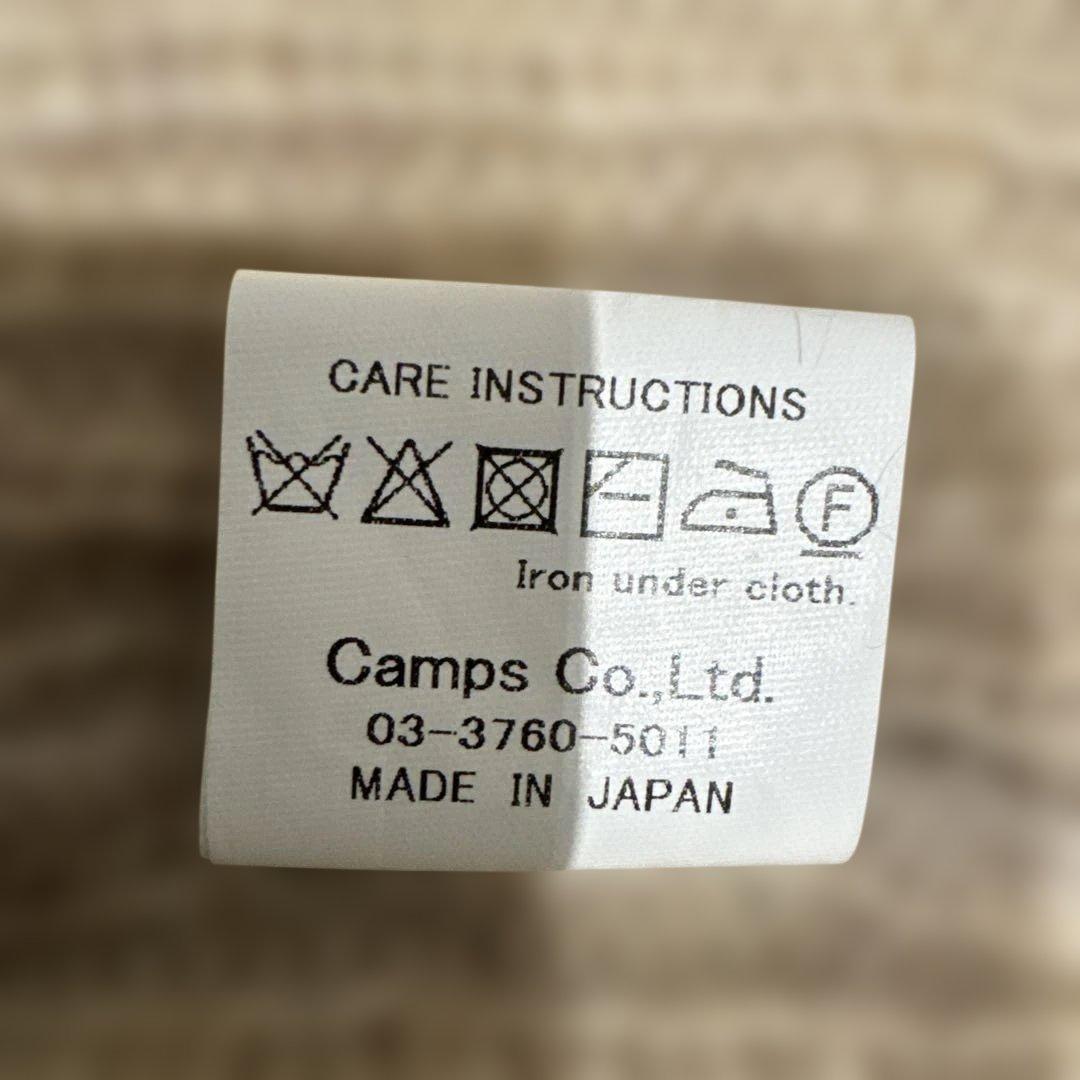 CARE INSTRUCTIONS
F
Iron under cloth.
Camps Co.,Ltd.
03-3760-5011
MADE IN JAPAN